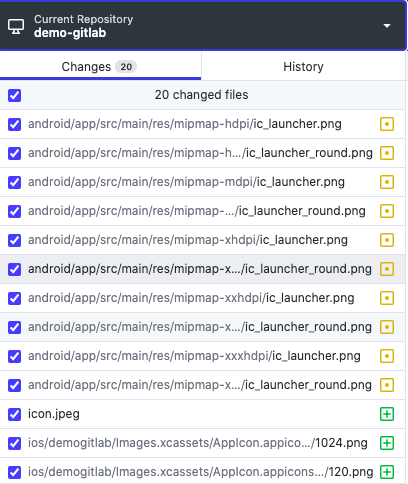 Current Repository
demo-gitlab
Changes 20 History
20 changed files
android/app/src/main/res/mipmap-hdpi/ic_launcher.png
android/app/src/main/res/mipmap-h.../ic_launcher_round.png
android/app/src/main/res/mipmap-mdpi/ic_launcher.png
android/app/src/main/res/mipmap-.../ic_launcher_round.png
android/app/src/main/res/mipmap-xhdpi/ic_launcher.png
android/app/src/main/res/mipmap-x.../ic_launcher_round.png
android/app/src/main/res/mipmap-xxhdpi/ic_launcher.png
android/app/src/main/res/mipmap-x.../ic_launcher_round.png
android/app/src/main/res/mipmap-xxxhdpi/ic_launcher.png
android/app/src/main/res/mipmap-x.../ic_launcher_round.png
icon.jpeg
ios/demogitlab/Images.xcassets/AppIcon.appico.../1024.png
ios/demogitlab/Images.xcassets/AppIcon.appicons.../120.png